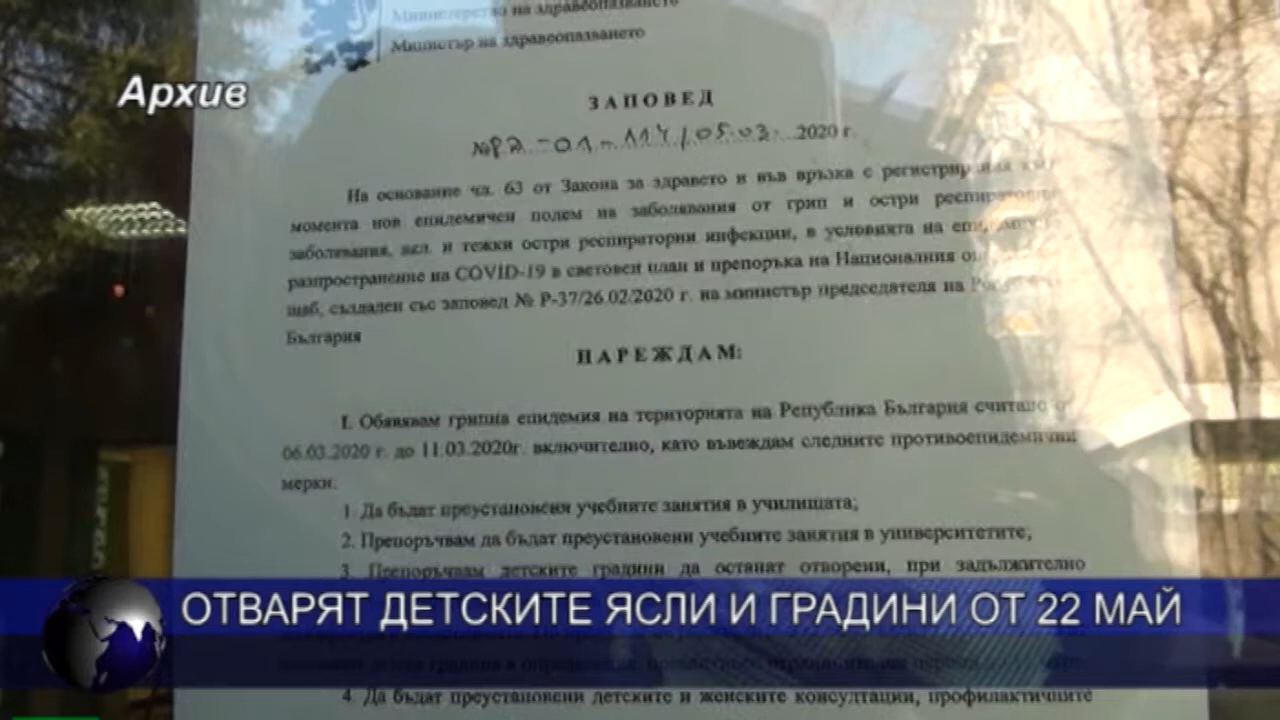 Министерство на здравеопазването
Министър на здравеопазването
Архив
ЗАПОВЕД
№РД-01-114/05.03. 2020 г.
На основание чл. 63 от Закона за здравето и във връзка с
момента нов епидемичен подем на заболявания от грип и остри
заболявания, вкл. и тежки остри респираторни инфекции, в условията на
разпространение на COVID-19 в световен план и препоръка на Националния
щаб, създаден със заповед № Р-37/26.02/2020 г. на министър председателя на
България
НАРЕЖДАМ:
I. Обявявам грипна епидемия на територията на Република България считано
06.03.2020 г. до 11.03.2020г. включително, като въвеждам следните противоепидемични
мерки.
1. Да бъдат преустановени учебните занятия в училищата;
2. Препоръчвам да бъдат преустановени учебните занятия в университетите;
3. Препоръчвам детските градини да останат отворени, при задължително
ОТВАРЯТ ДЕТСКИТЕ ЯСЛИ И ГРАДИНИ ОТ 22 МАЙ
4. Да бъдат преустановени детските и женските консултации, профилактичните